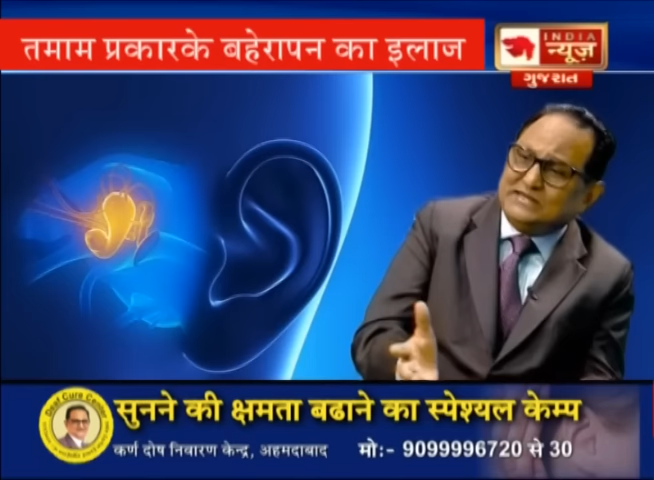 तमाम प्रकारके बहेरापन का इलाज
INDIA
न्यूज़
गुजरात
Deaf Cure Center
सुनने की क्षमता बढाने का स्पेश्यल केम्प
कर्ण दोष निवारण केन्द्र, अहमदाबाद मो:- 9099996720 से 30